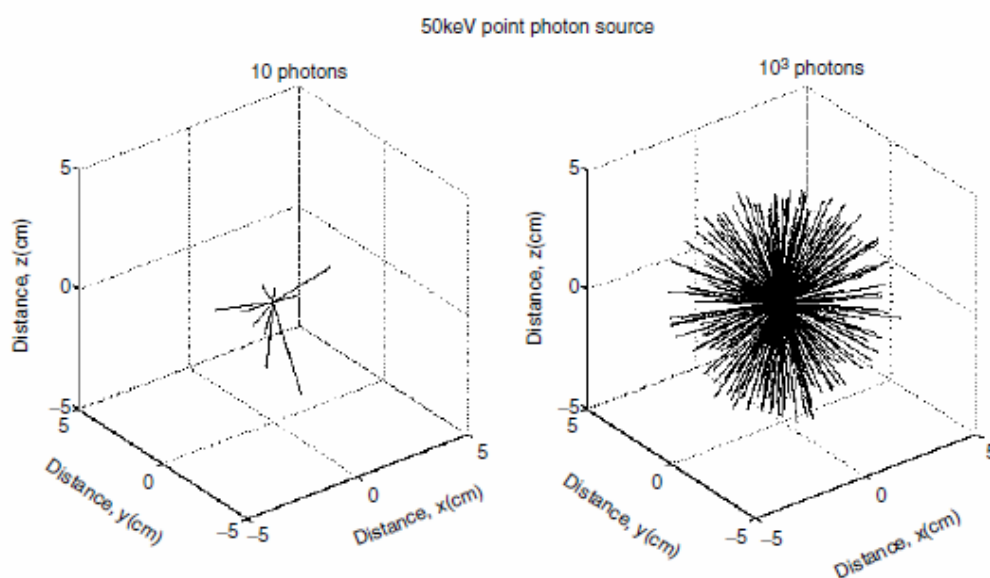 50keV point photon source
10 photons
5
0
−5
Distance, z(cm)
5
0
−5
Distance, y(cm)
−5
0
5
Distance, x(cm)
10³ photons
5
0
−5
Distance, z(cm)
5
0
−5
Distance, y(cm)
−5
0
5
Distance, x(cm)